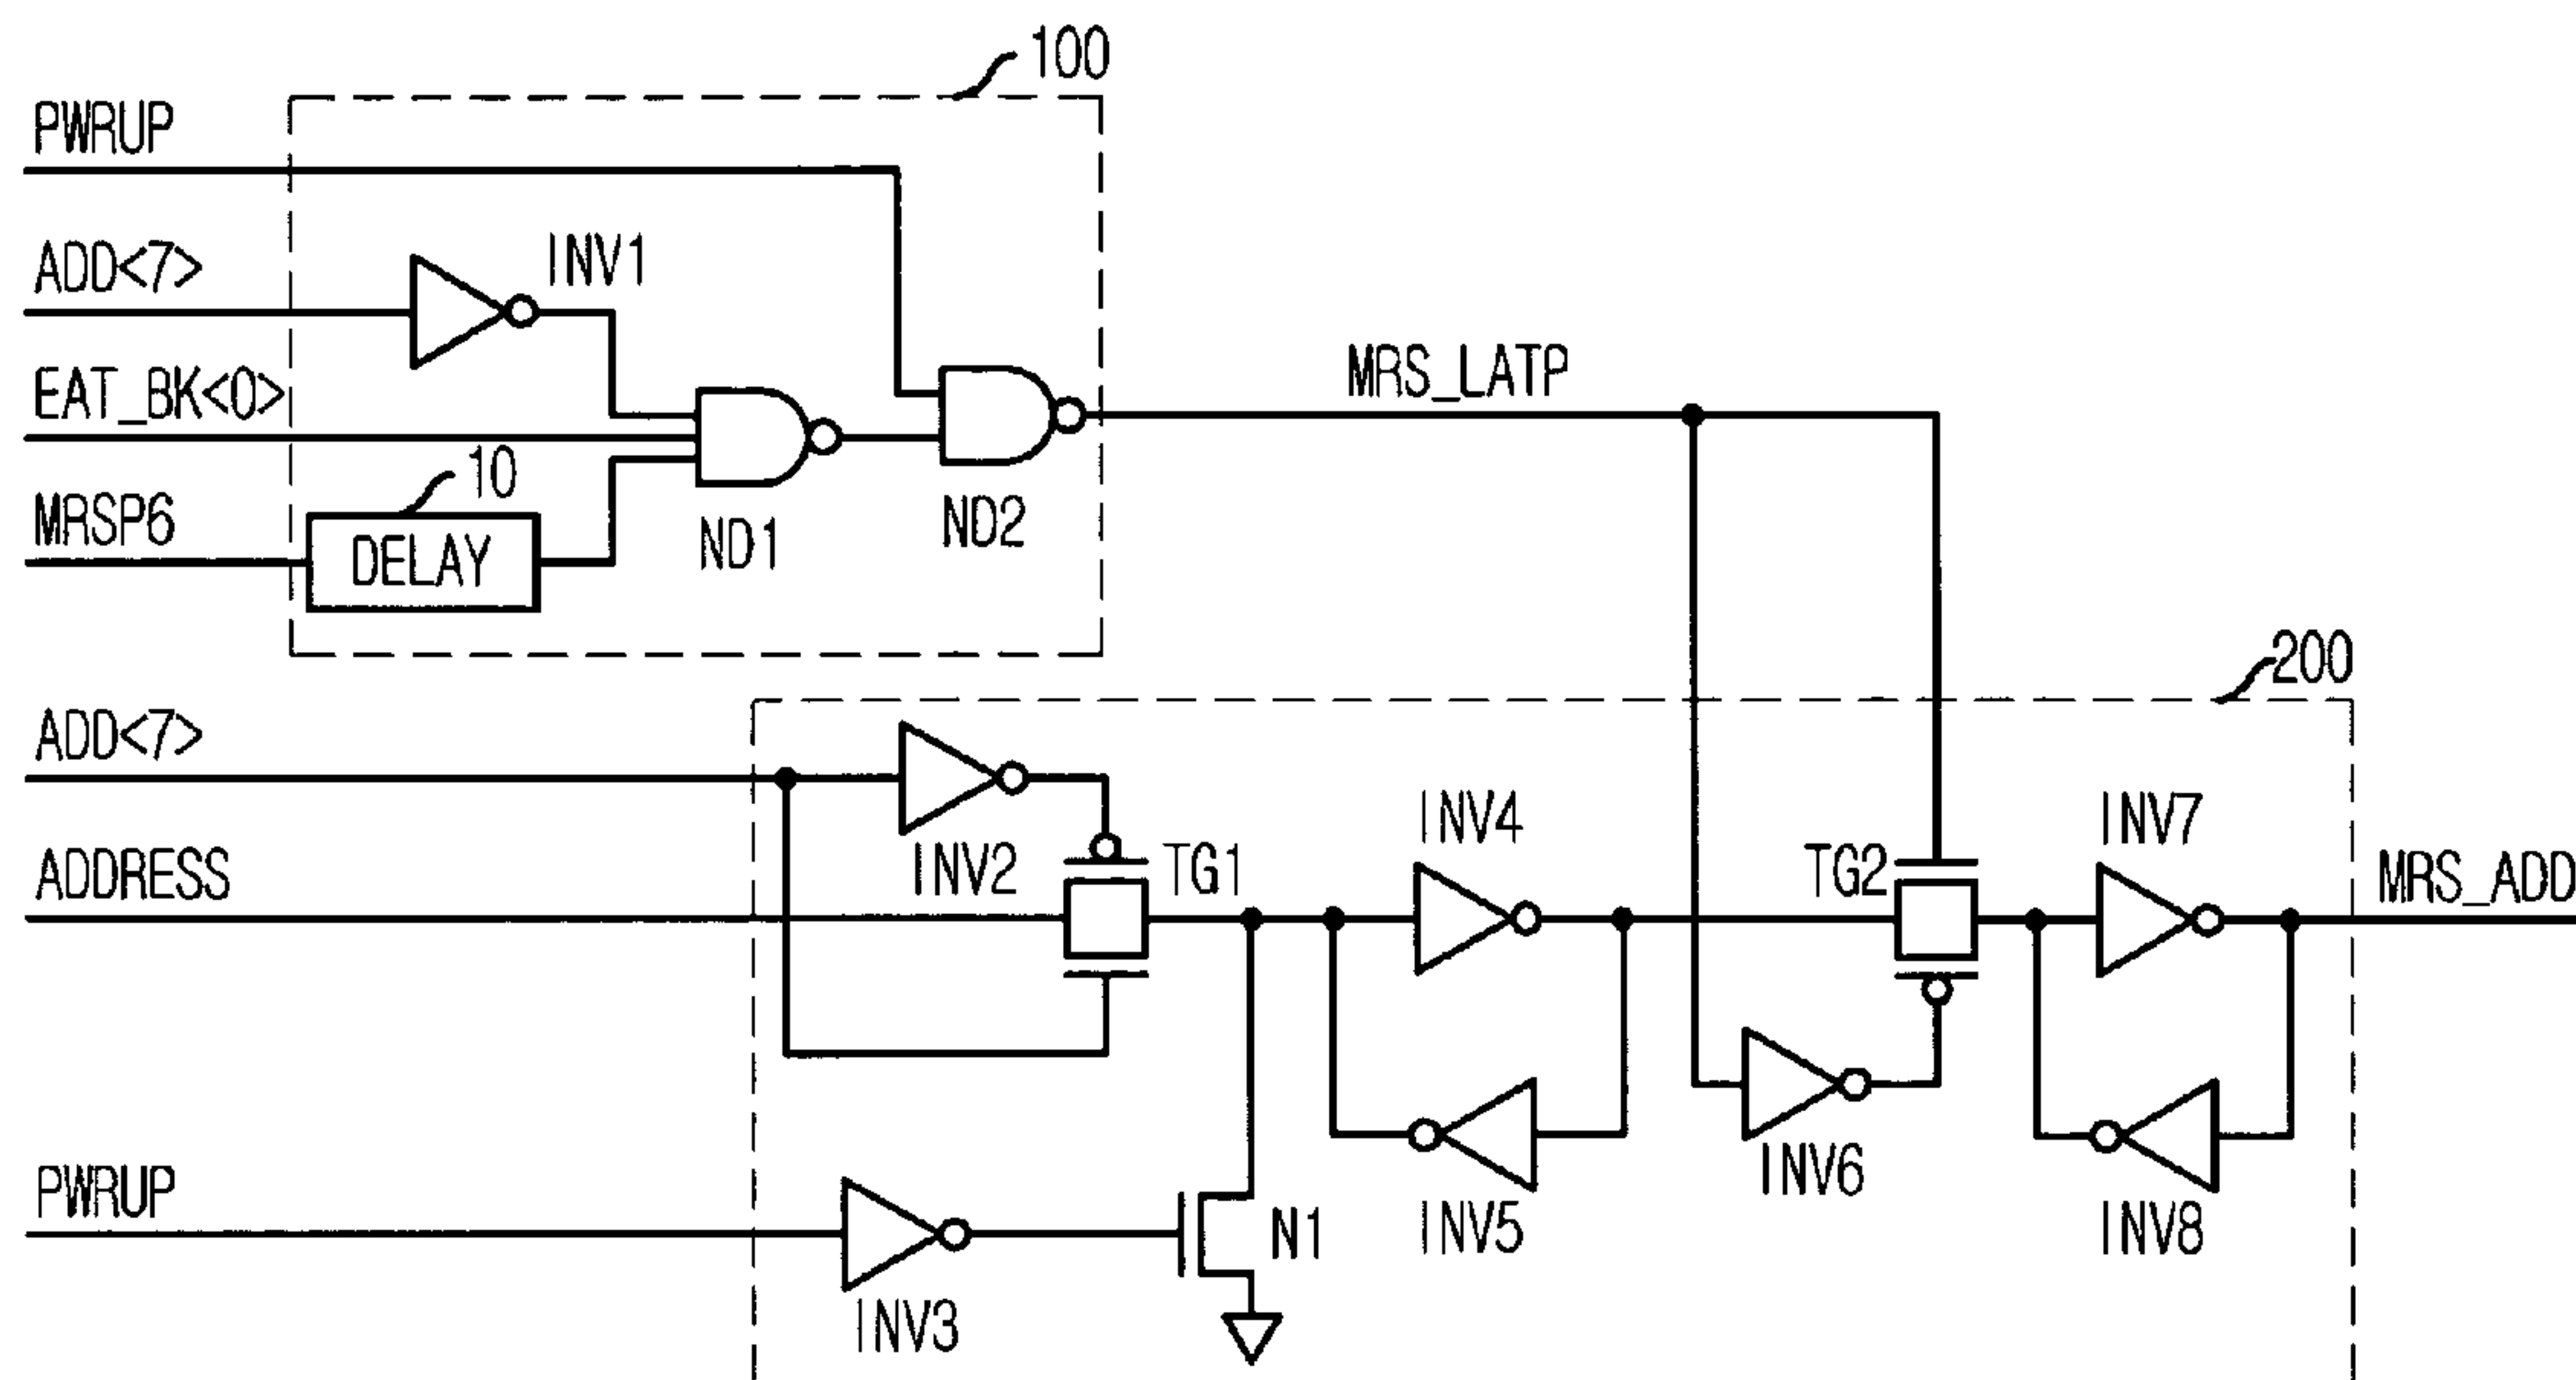 100
PWRUP
ADD<7>
INV1
EAT_BK<0>
MRS_LATP
10
MRSP6
DELAY
ND1
ND2
200
ADD<7>
INV4
INV7
INV2
TG1
TG2
ADDRESS
MRS_ADD
INV6
PWRUP
N1
INV5
INV8
INV3